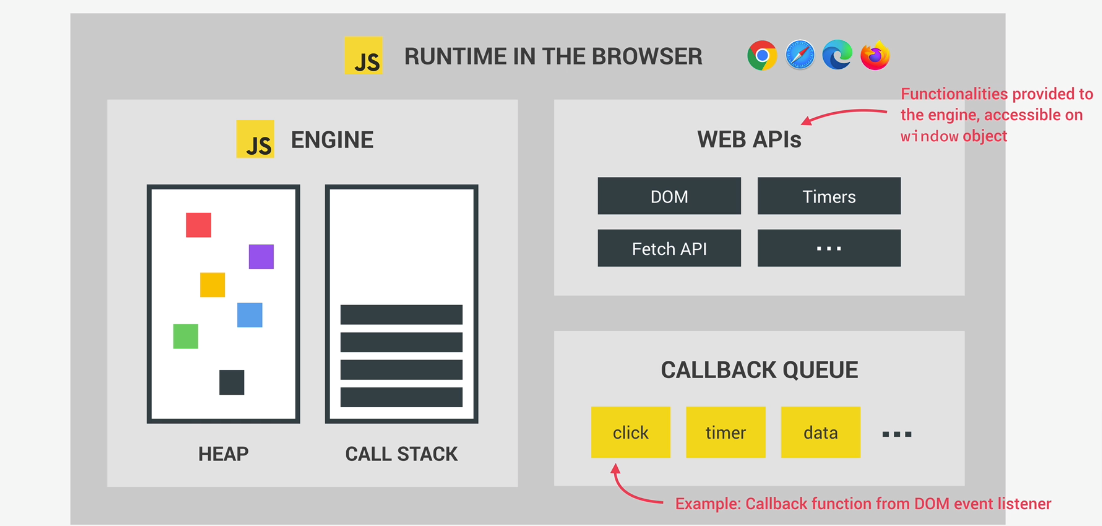 JS RUNTIME IN THE BROWSER
Functionalities provided to
the engine, accessible on
window object
JS ENGINE
HEAP
CALL STACK
WEB APIs
DOM
Timers
Fetch API
...
CALLBACK QUEUE
click
timer
data
...
Example: Callback function from DOM event listener